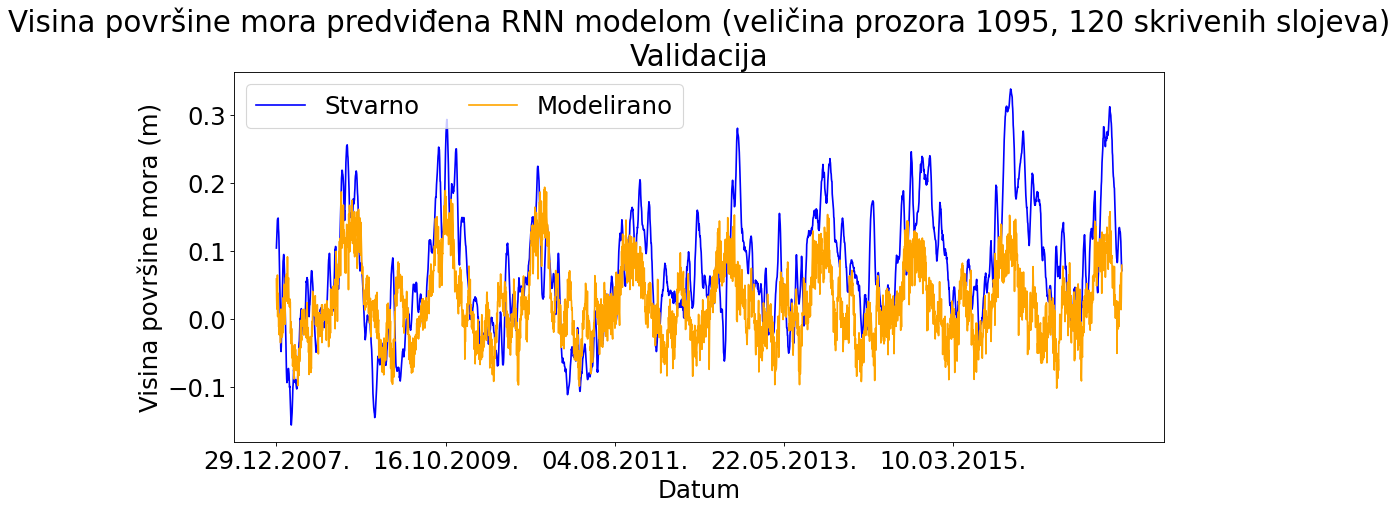 Visina površine mora predviđena RNN modelom (veličina prozora 1095, 120 skrivenih slojeva)
Validacija
Stvarno
Modelirano
Visina površine mora (m)
0.3
0.2
0.1
0.0
−0.1
29.12.2007.
16.10.2009.
04.08.2011.
22.05.2013.
10.03.2015.
Datum